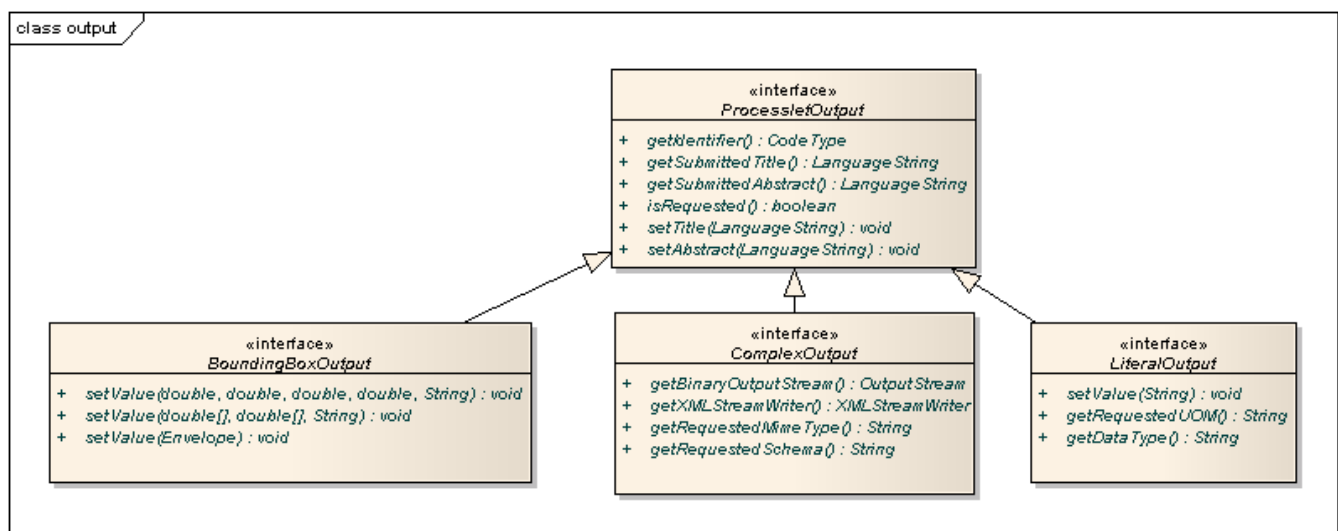 class output
«interface»
ProcessletOutput
+ getIdentifier() : CodeType
+ getSubmittedTitle() : LanguageString
+ getSubmittedAbstract() : LanguageString
+ isRequested() : boolean
+ setTitle(LanguageString) : void
+ setAbstract(LanguageString) : void
«interface»
BoundingBoxOutput
+ setValue(double, double, double, double, String) : void
+ setValue(double[], double[], String) : void
+ setValue(Envelope) : void
«interface»
ComplexOutput
+ getBinaryOutputStream() : OutputStream
+ getXMLStreamWriter() : XMLStreamWriter
+ getRequestedMimeType() : String
+ getRequestedSchema() : String
«interface»
LiteralOutput
+ setValue(String) : void
+ getRequestedUOM() : String
+ getDataType() : String